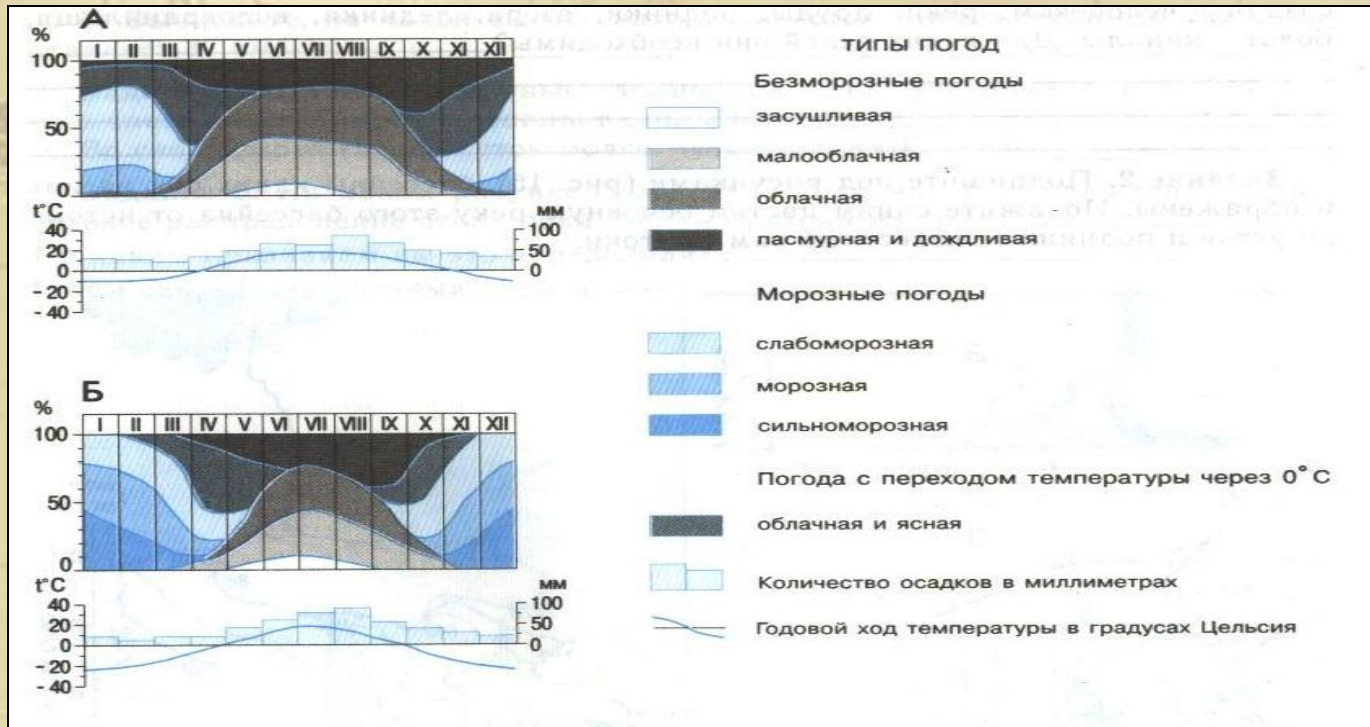 А
%
I II III IV V VI VII VIII IX X XI XII
100
50
0
t°C
мм
40
20
0
- 20
- 40
100
50
0
Б
%
I II III IV V VI VII VIII IX X XI XII
100
50
0
t°C
мм
40
20
0
- 20
- 40
100
50
0
ТИПЫ ПОГОД
Безморозные погоды
засушливая
малооблачная
облачная
пасмурная и дождливая
Морозные погоды
слабоморозная
морозная
сильноморозная
Погода с переходом температуры через 0°С
облачная и ясная
Количество осадков в миллиметрах
Годовой ход температуры в градусах Цельсия